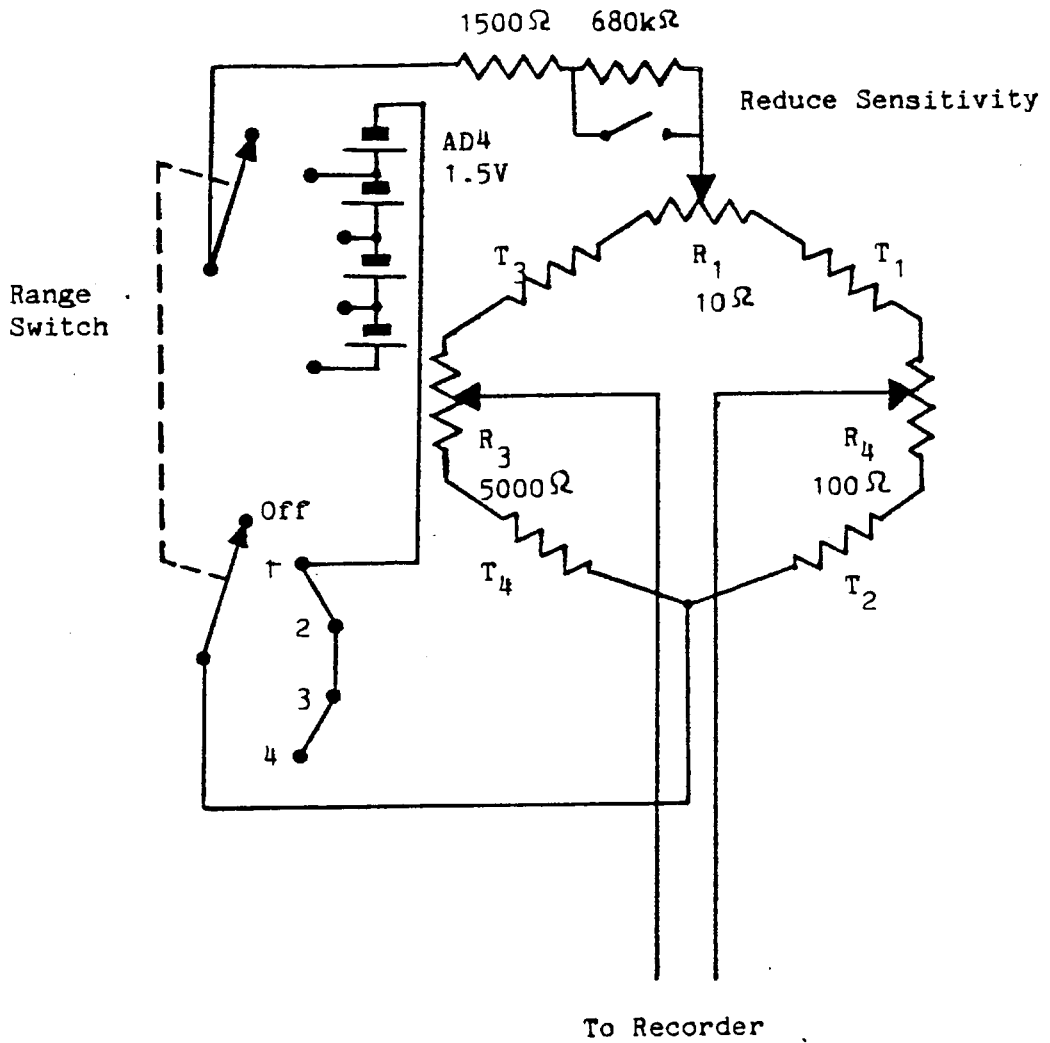 1500Ω 680kΩ
Reduce Sensitivity
AD4
1.5V
T3
R1
10Ω
T1
Range
Switch
R3
5000Ω
R4
100Ω
Off
1
T4
T2
2
3
4
To Recorder